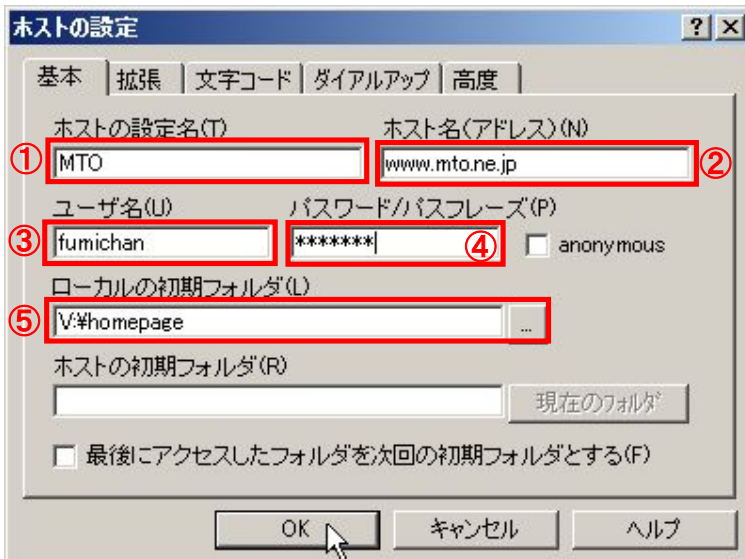 ホストの設定
基本 拡張 文字コード ダイアルアップ 高度
ホストの設定名(T) ホスト名(アドレス)(N)
① MTO www.mto.ne.jp ②
ユーザ名(U) パスワード/パスフレーズ(P)
③ fumichan ******* ④ anonymous
ローカルの初期フォルダ(L)
⑤ V:¥homepage ...
ホストの初期フォルダ(R)
現在のフォルダ
最後にアクセスしたフォルダを次回の初期フォルダとする(F)
OK キャンセル ヘルプ